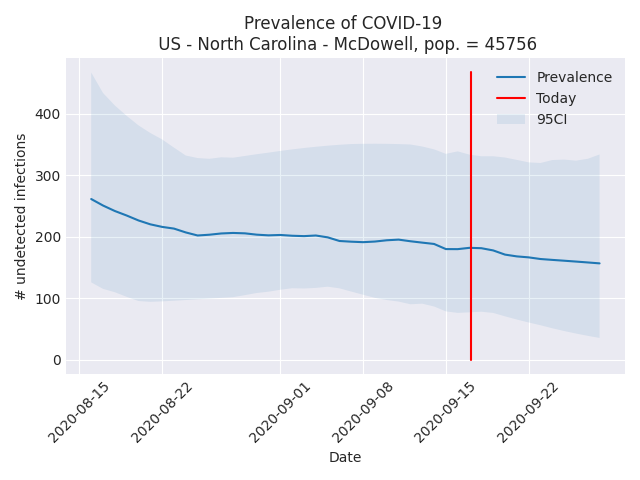 Prevalence of COVID-19
US - North Carolina - McDowell, pop. = 45756
Prevalence
Today
95CI
# undetected infections
400
300
200
100
0
2020-08-15
2020-08-22
2020-09-01
2020-09-08
2020-09-15
2020-09-22
Date